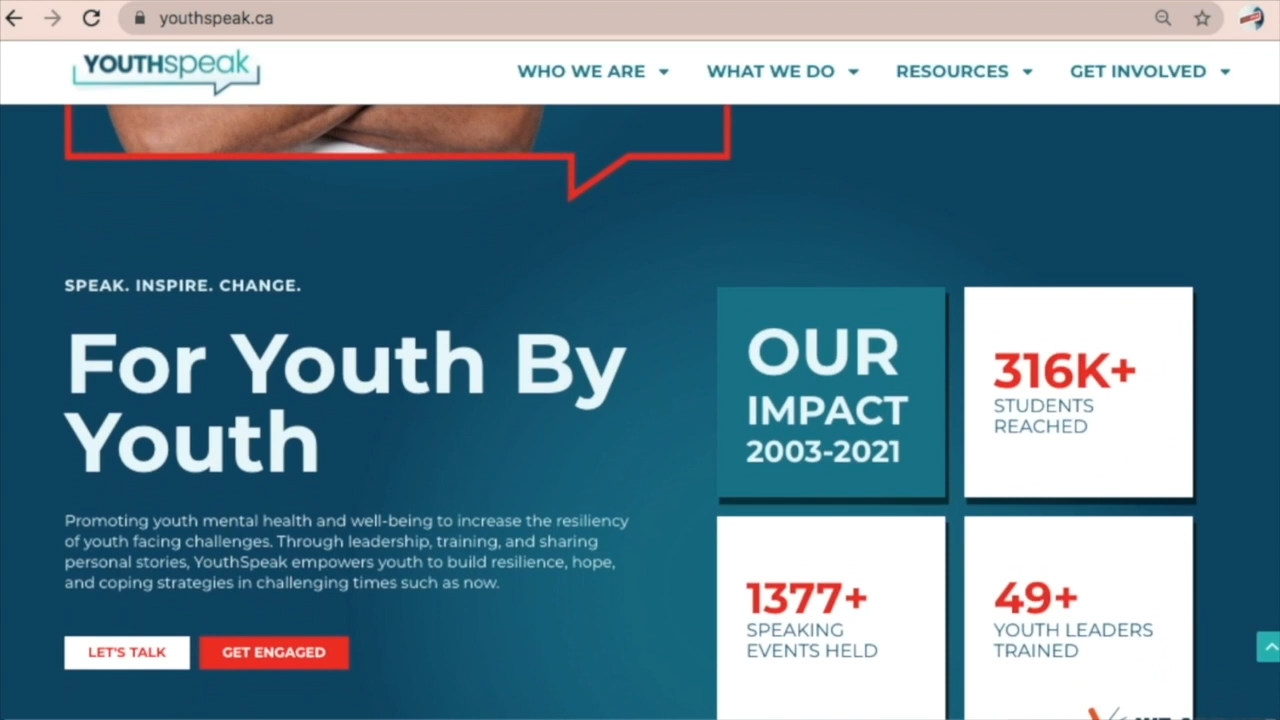 youthspeak.ca
YOUTHspeak
WHO WE ARE
WHAT WE DO
RESOURCES
GET INVOLVED
SPEAK. INSPIRE. CHANGE.
For Youth By
Youth
Promoting youth mental health and well-being to increase the resiliency
of youth facing challenges. Through leadership, training, and sharing
personal stories, YouthSpeak empowers youth to build resilience, hope,
and coping strategies in challenging times such as now.
LET'S TALK
GET ENGAGED
OUR
IMPACT
2003-2021
316K+
STUDENTS
REACHED
1377+
SPEAKING
EVENTS HELD
49+
YOUTH LEADERS
TRAINED